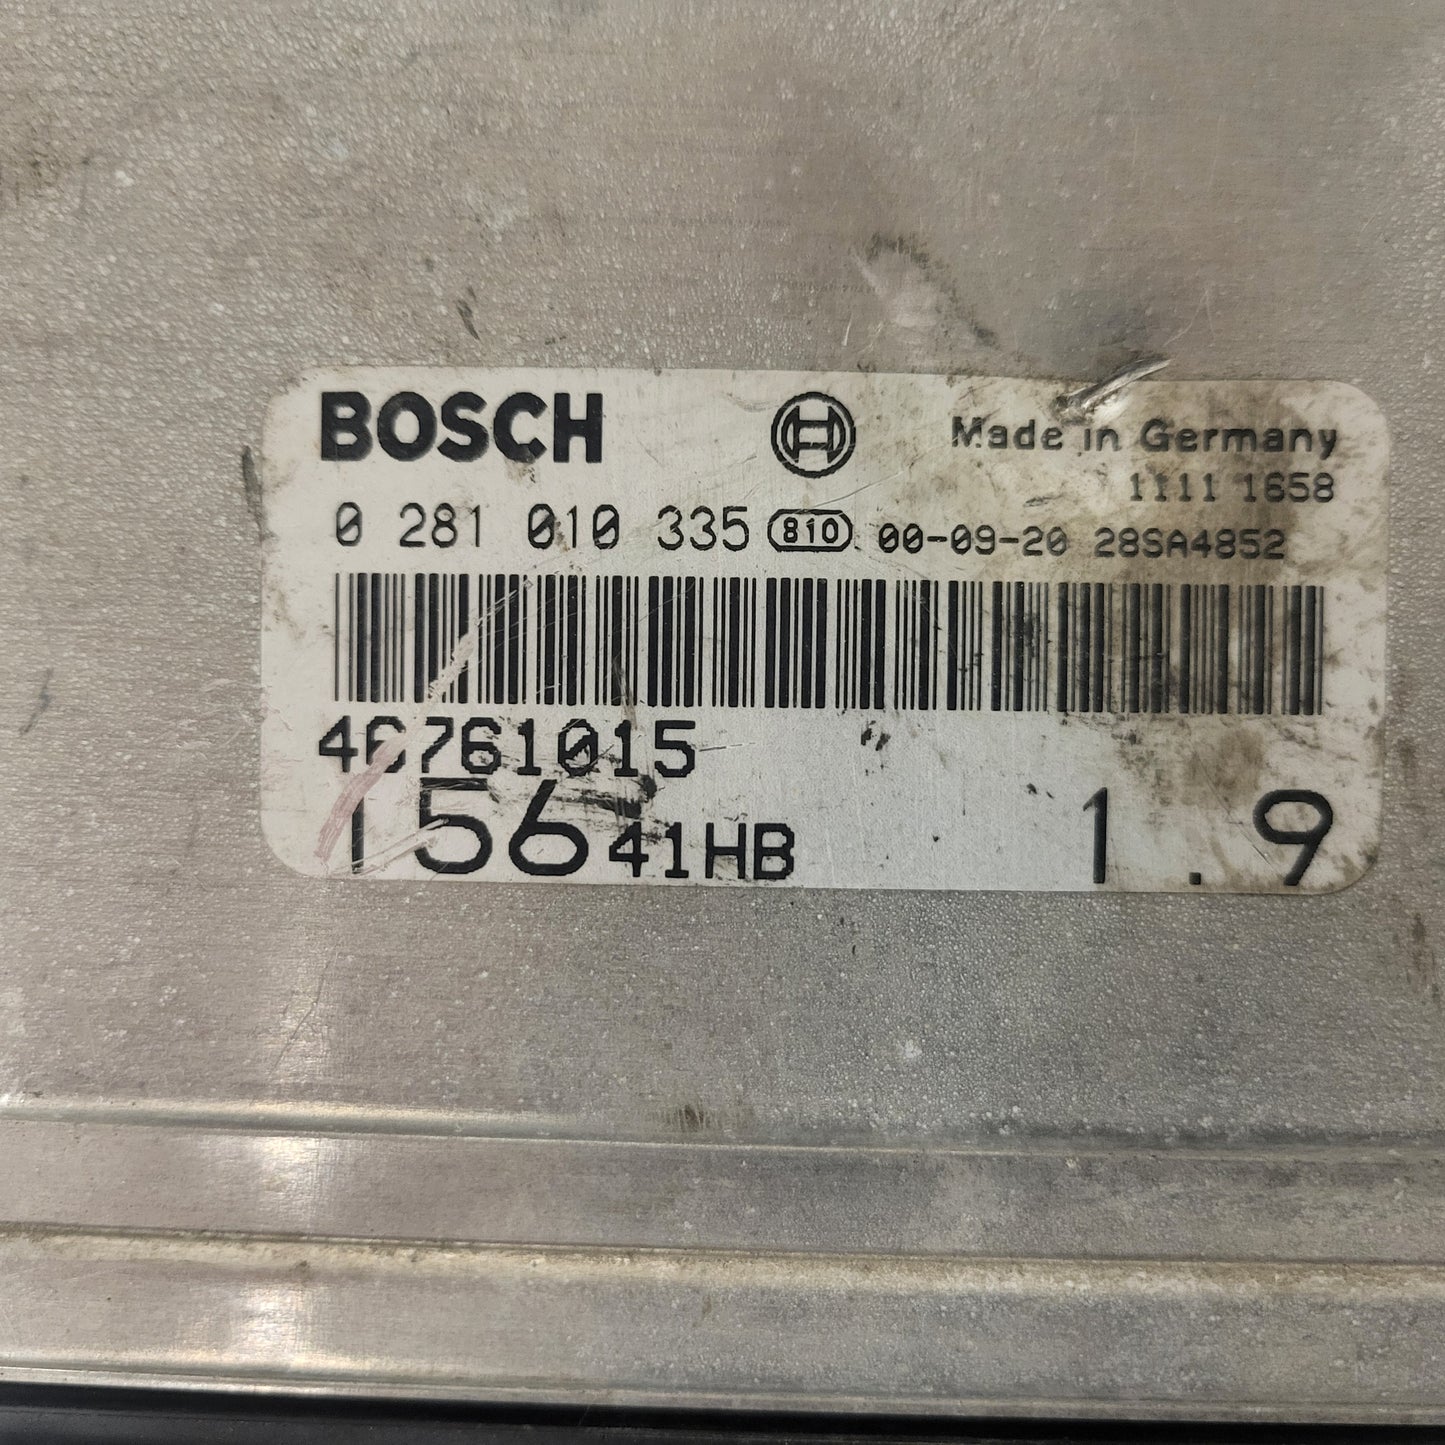 BOSCH
Made in Germany
1111 1658
0 281 010 335 810 00-09-20 28SA4852
46761015
156 41HB 1.9